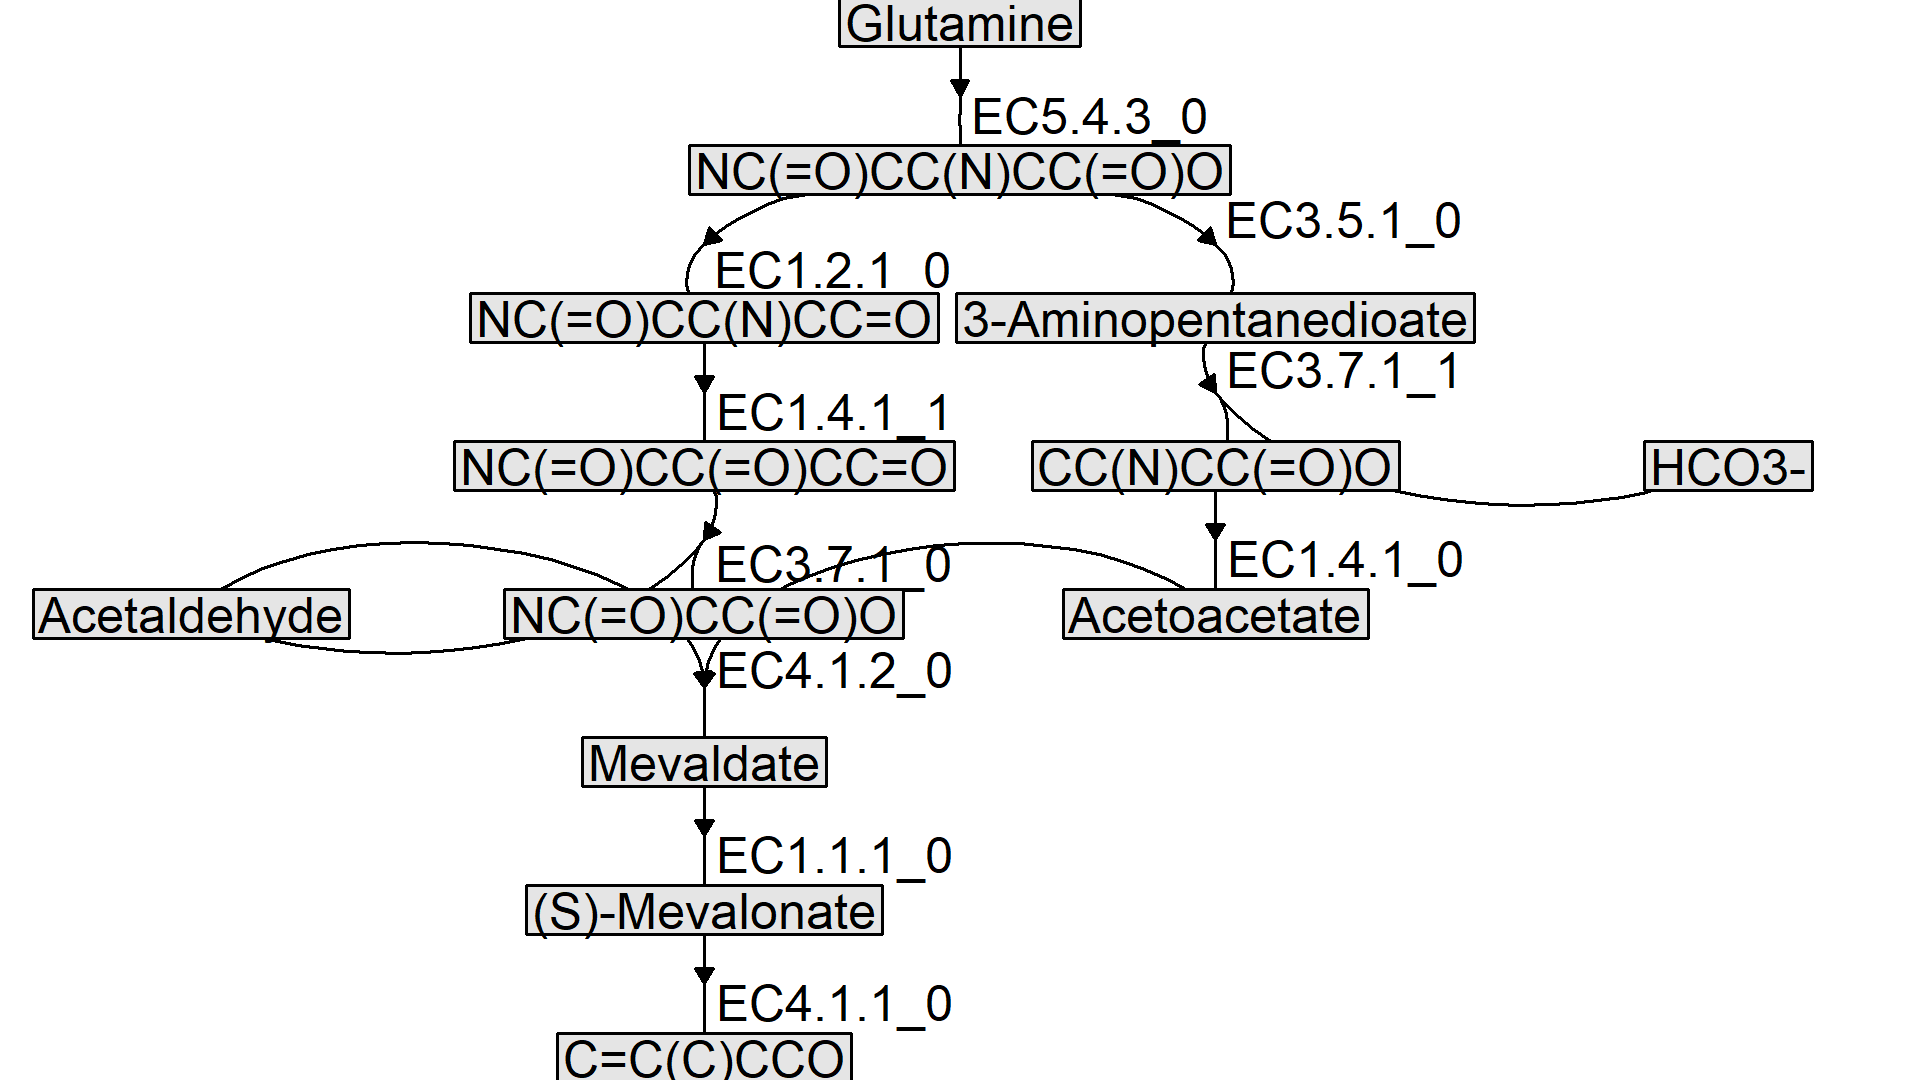 Glutamine
EC5.4.3_0
NC(=O)CC(N)CC(=O)O
EC3.5.1_0
EC1.2.1_0
NC(=O)CC(N)CC=O
3-Aminopentanedioate
EC3.7.1_1
EC1.4.1_1
NC(=O)CC(=O)CC=O
CC(N)CC(=O)O
HCO3-
EC3.7.1_0
EC1.4.1_0
Acetaldehyde
NC(=O)CC(=O)O
Acetoacetate
EC4.1.2_0
Mevaldate
EC1.1.1_0
(S)-Mevalonate
EC4.1.1_0
C=C(C)CCO